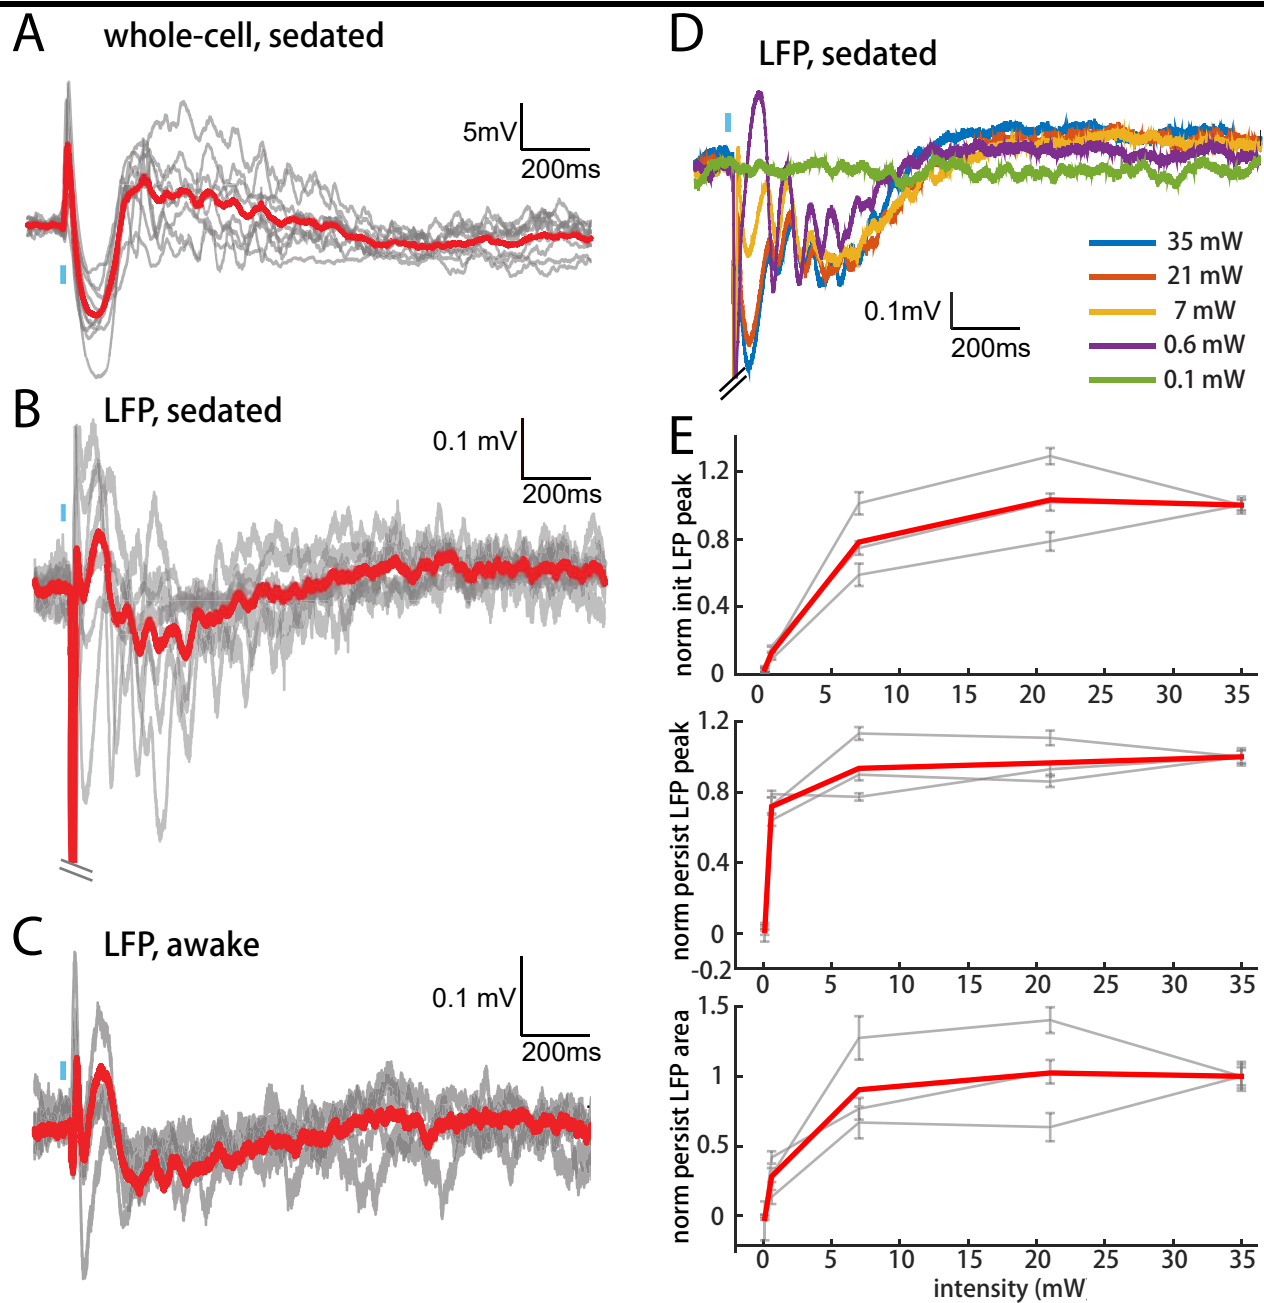 A
whole-cell, sedated
5mV
200ms
B
LFP, sedated
0.1 mV
200ms
C
LFP, awake
0.1 mV
200ms
D
LFP, sedated
0.1mV
200ms
35 mW
21 mW
7 mW
0.6 mW
0.1 mW
E
norm init LFP peak
1.2
0.8
0.4
0
0 5 10 15 20 25 30 35
norm persist LFP peak
1.2
0.8
0.4
0
-0.2
0 5 10 15 20 25 30 35
norm persist LFP area
1.5
1
0.5
0
0 5 10 15 20 25 30 35
intensity (mW)